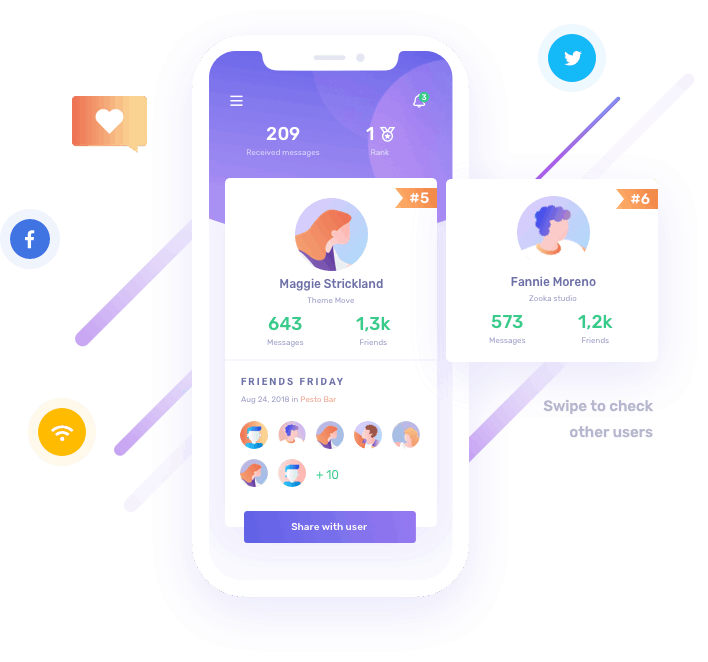 3
209
1
Received messages
Rank
#5
Maggie Strickland
Theme Move
643
1,3k
Messages
Friends
#6
Fannie Moreno
Zooka studio
573
1,2k
Messages
Friends
FRIENDS FRIDAY
Aug 24, 2018 in Pesto Bar
+ 10
Share with user
Swipe to check
other users